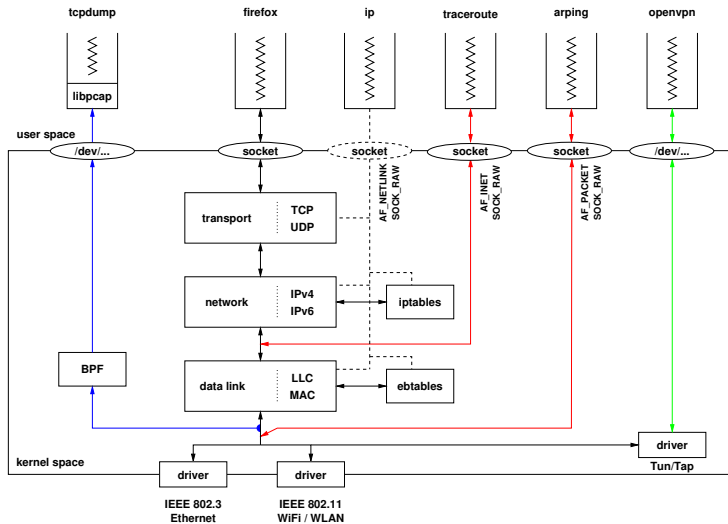 tcpdump
firefox
ip
traceroute
arping
openvpn
libpcap
user space
/dev/...
socket
socket
socket
socket
/dev/...
AF_NETLINK
SOCK_RAW
AF_INET
SOCK_RAW
AF_PACKET
SOCK_RAW
transport
TCP
UDP
network
IPv4
IPv6
iptables
BPF
data link
LLC
MAC
ebtables
driver
Tun/Tap
kernel space
driver
driver
IEEE 802.3
Ethernet
IEEE 802.11
WiFi / WLAN